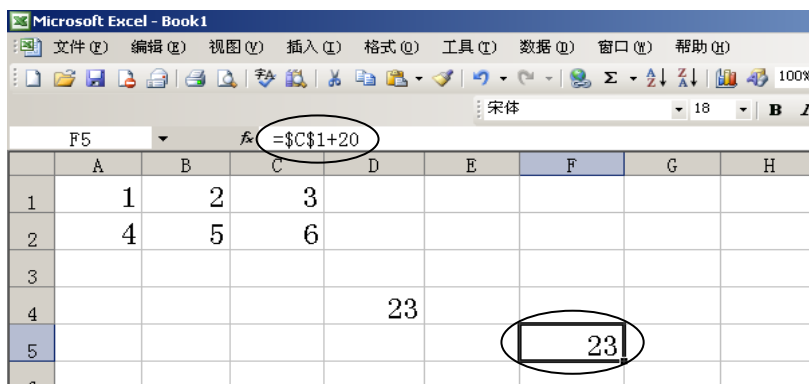 Microsoft Excel - Book1
文件(F) 编辑(E) 视图(V) 插入(I) 格式(O) 工具(T) 数据(D) 窗口(W) 帮助(H)
100%
宋体 18 B I
F5 fx =$C$1+20
A B C D E F G H
1 1 2 3
2 4 5 6
3
4 23
5 23